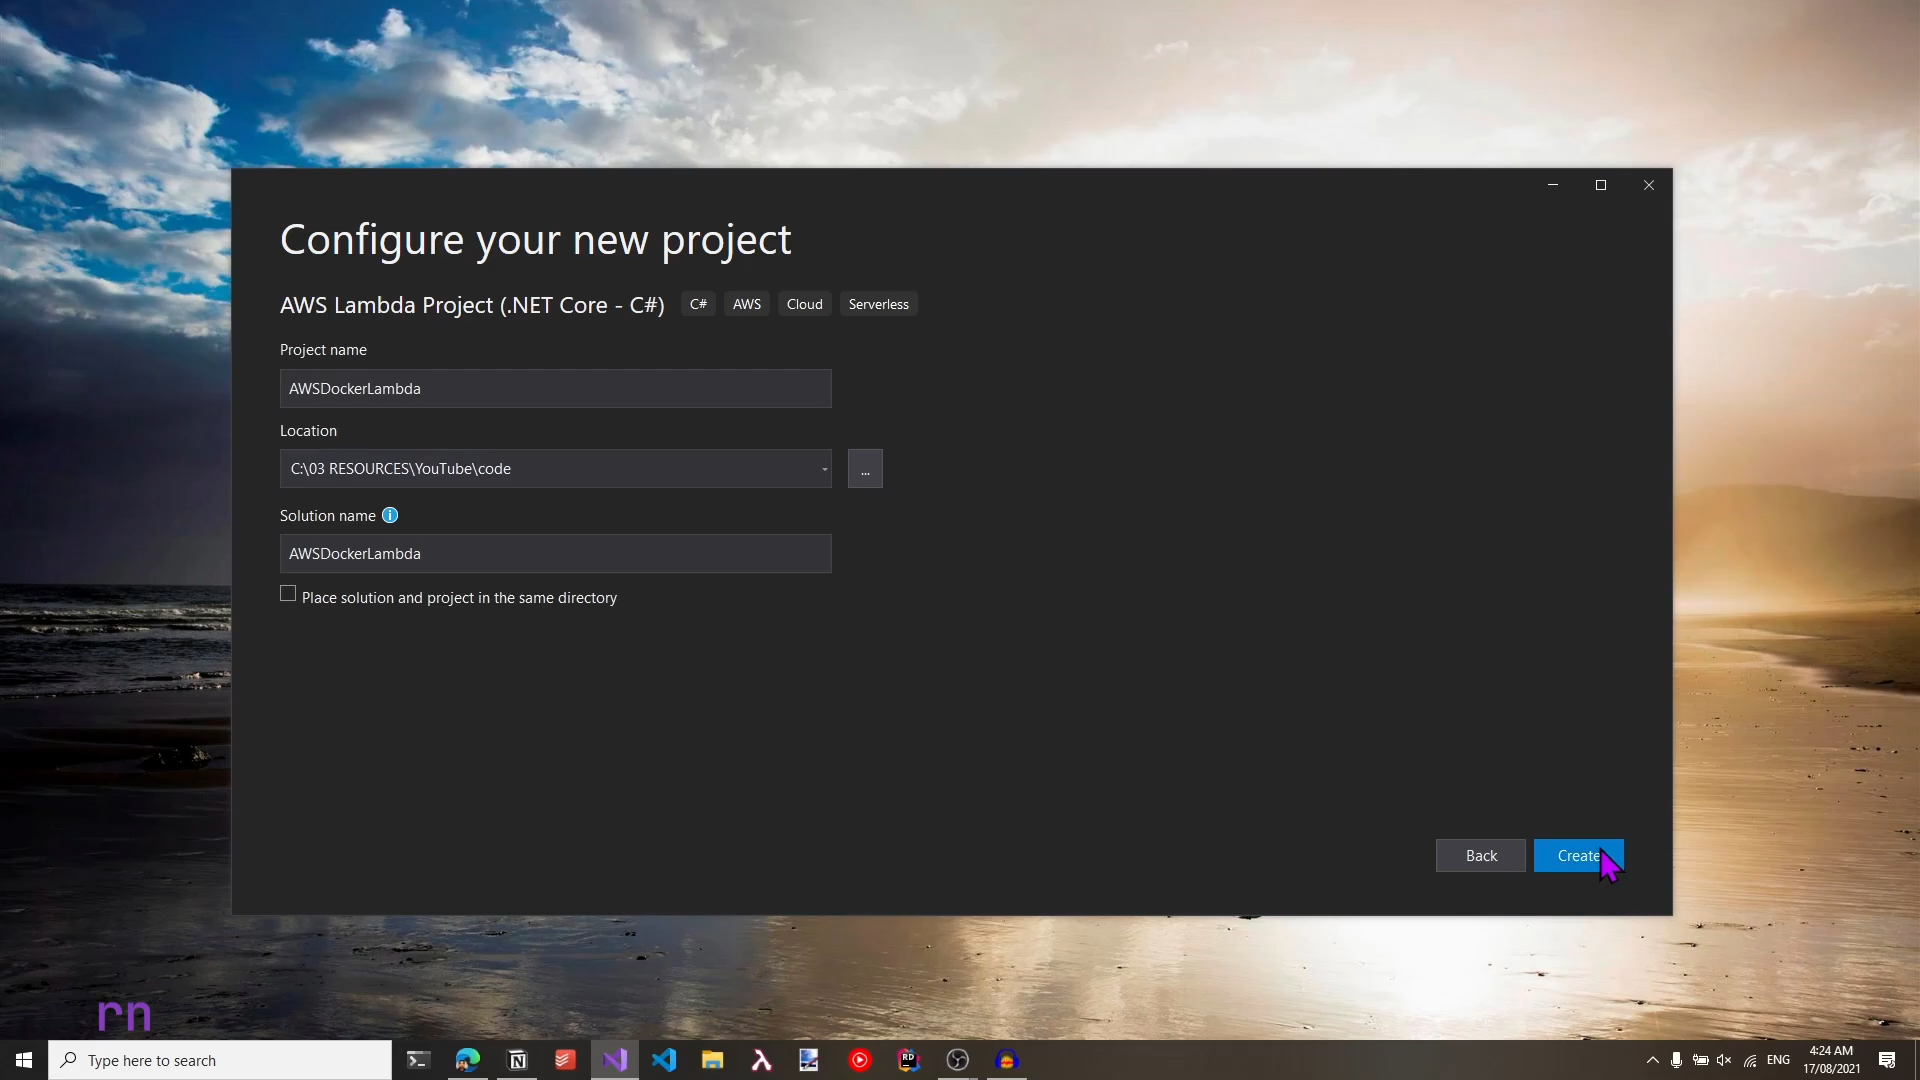 Configure your new project
AWS Lambda Project (.NET Core - C#) C# AWS Cloud Serverless
Project name
AWSDockerLambda
Location
C:\03 RESOURCES\YouTube\code
...
Solution name
AWSDockerLambda
Place solution and project in the same directory
Back Create
rn
Type here to search
RD
ENG
4:24 AM
17/08/2021